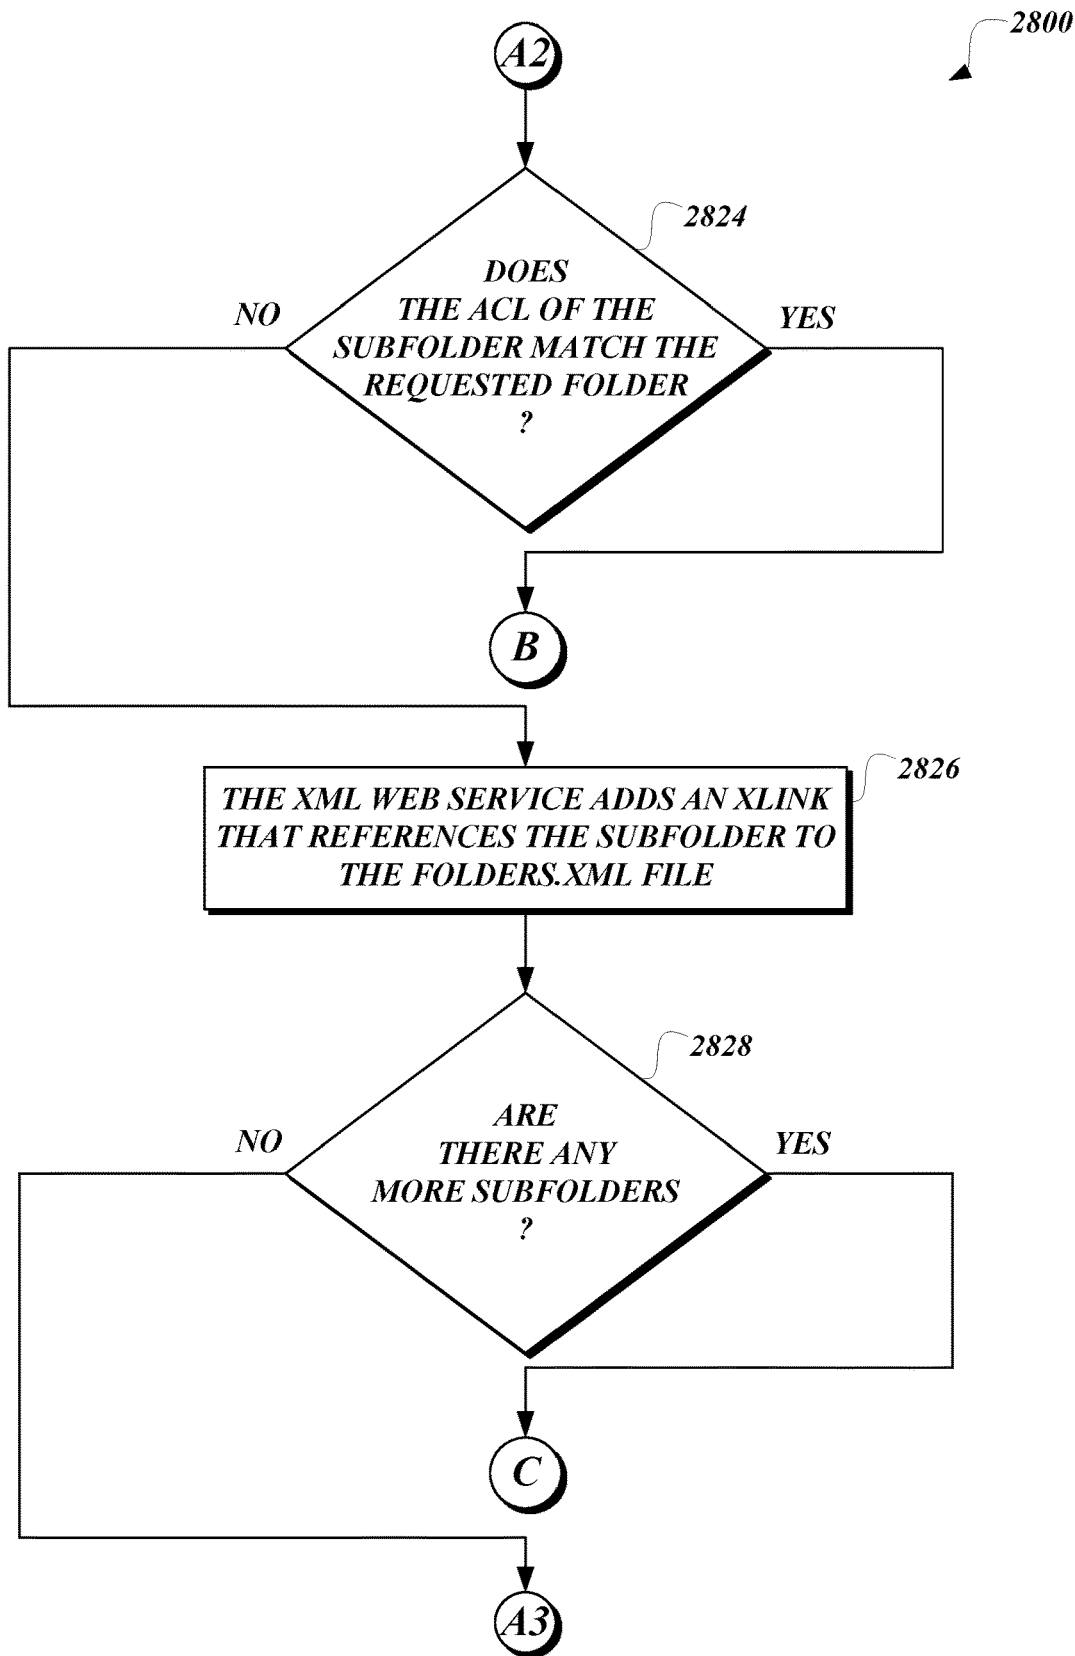 2800
A2
2824
DOES
THE ACL OF THE
SUBFOLDER MATCH THE
REQUESTED FOLDER
?
NO
YES
B
2826
THE XML WEB SERVICE ADDS AN XLINK
THAT REFERENCES THE SUBFOLDER TO
THE FOLDERS.XML FILE
2828
ARE
THERE ANY
MORE SUBFOLDERS
?
NO
YES
C
A3